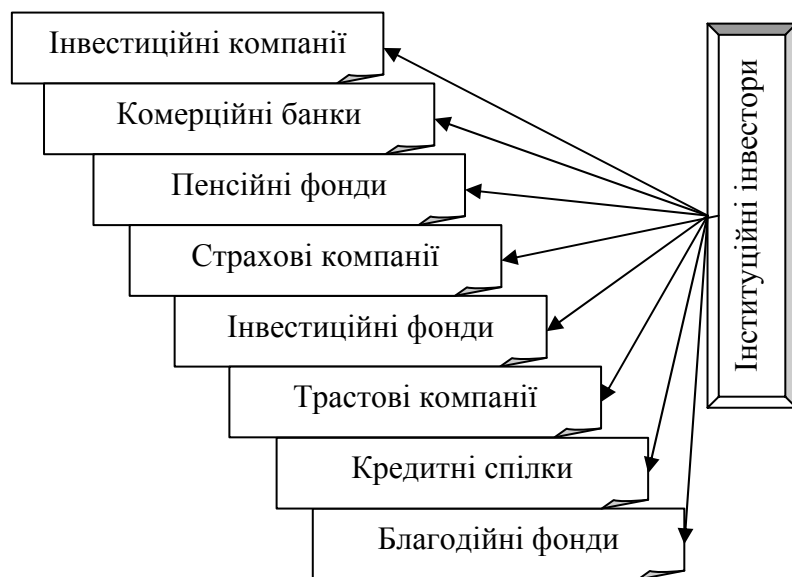 Інвестиційні компанії
Комерційні банки
Пенсійні фонди
Страхові компанії
Інвестиційні фонди
Трастові компанії
Кредитні спілки
Благодійні фонди
Інституційні інвестори